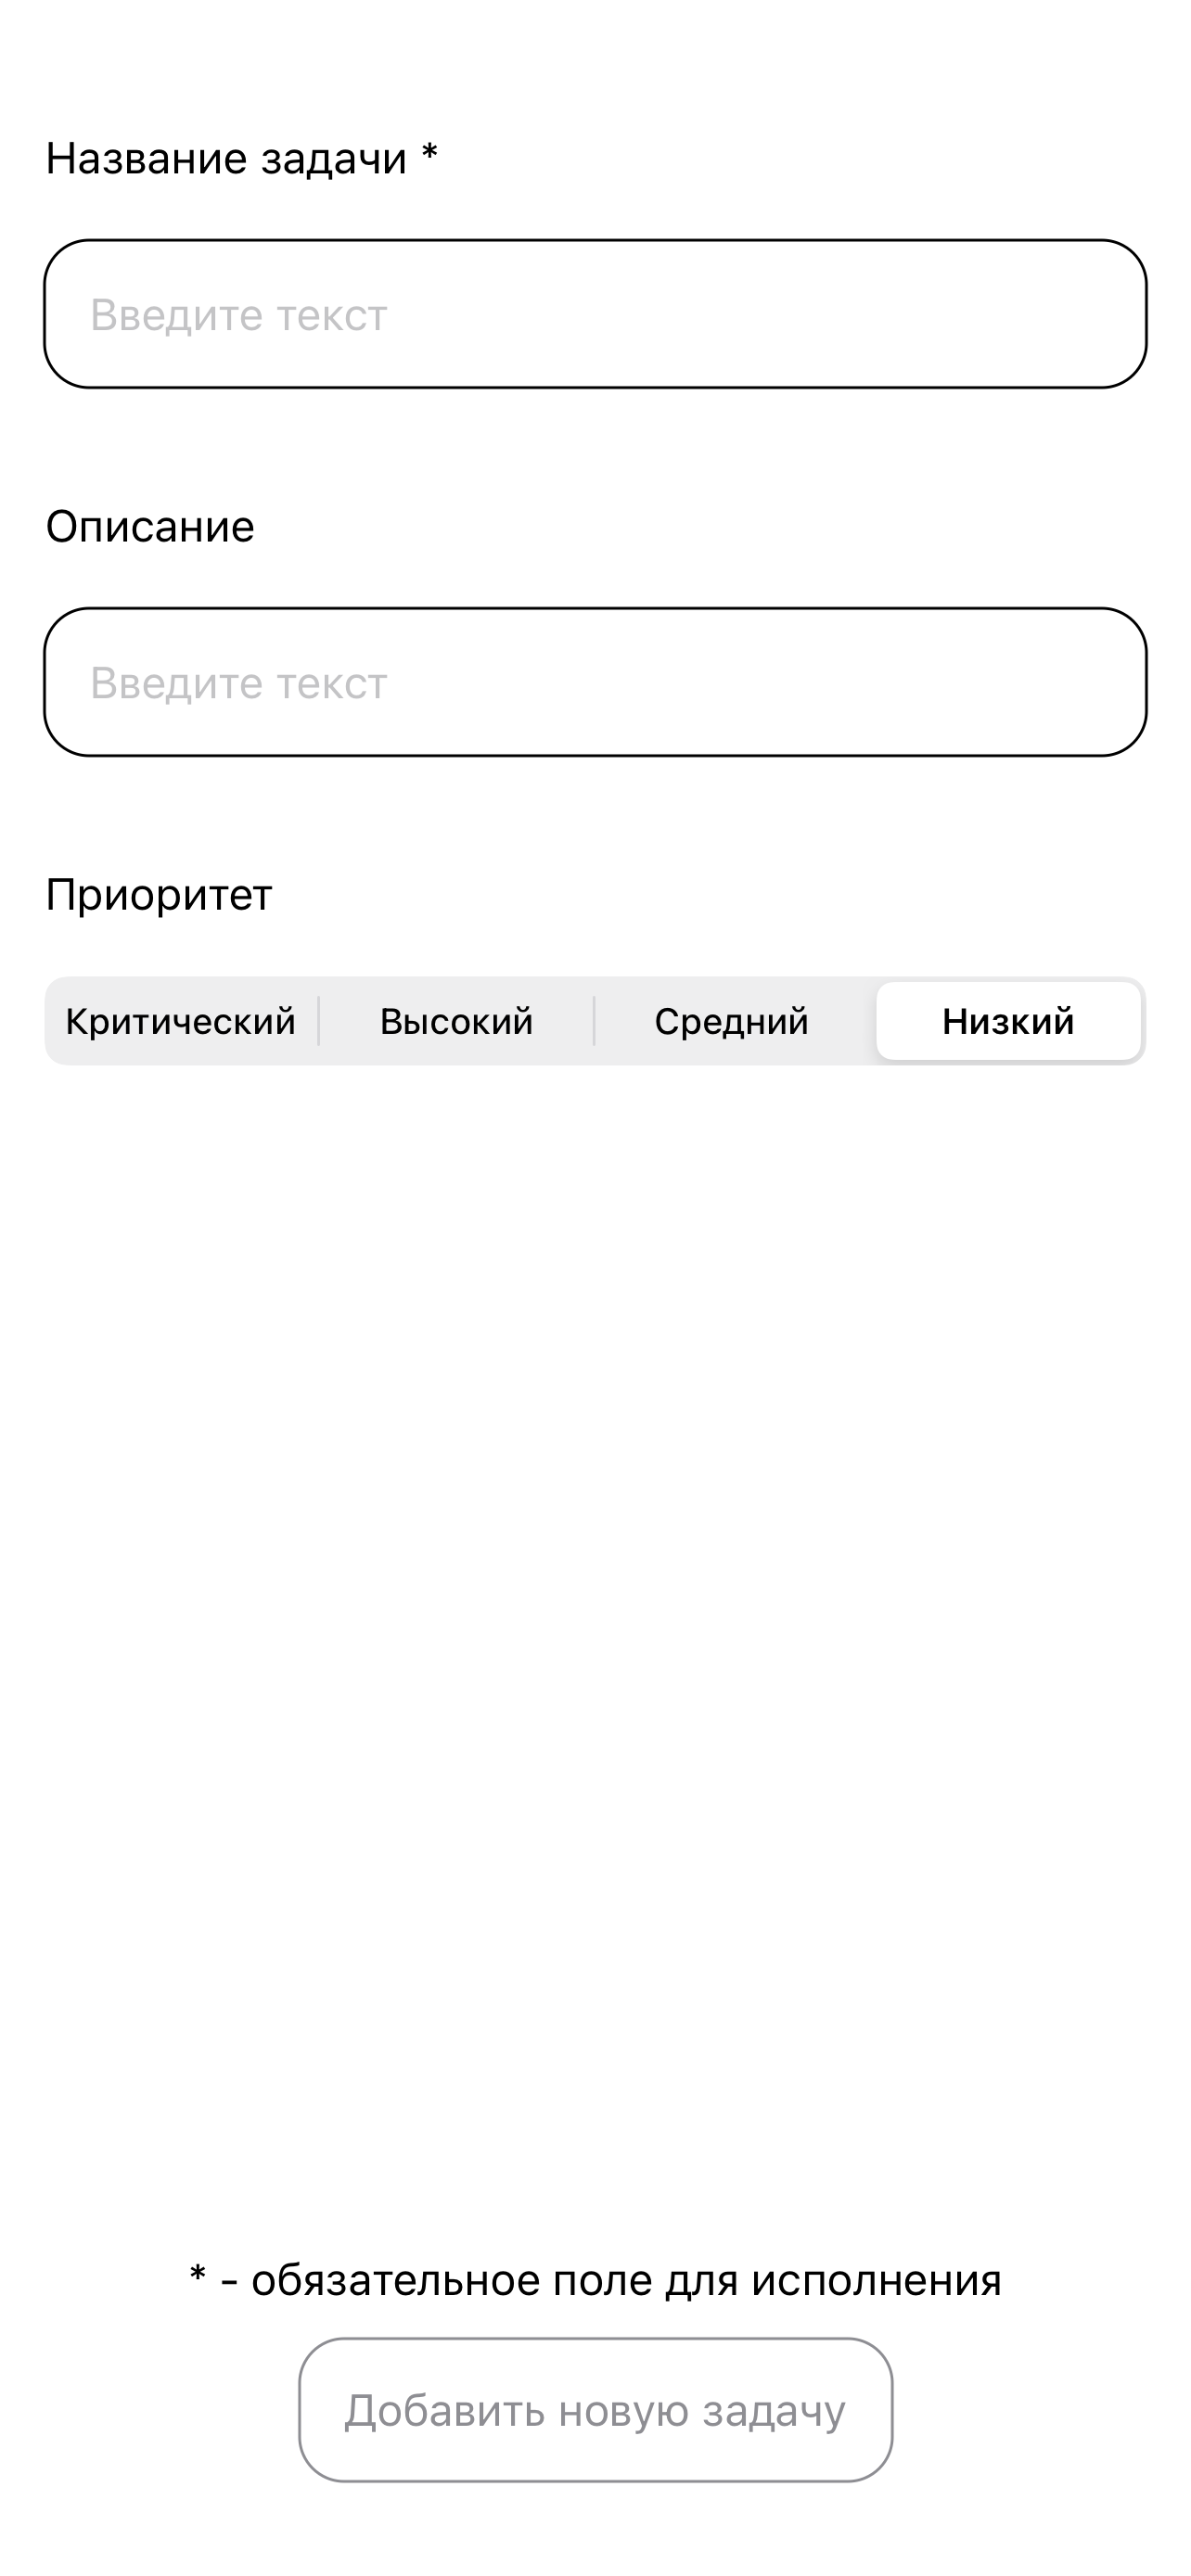 Название задачи *
Введите текст
Описание
Введите текст
Приоритет
Критический Высокий Средний Низкий
* - обязательное поле для исполнения
Добавить новую задачу